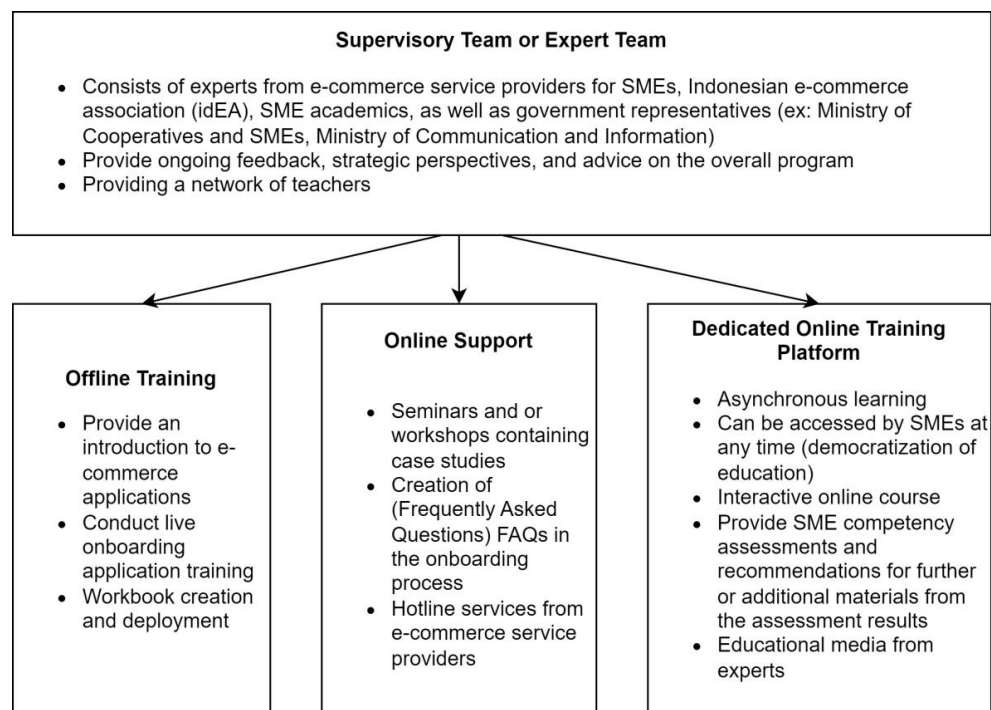 Supervisory Team or Expert Team
• Consists of experts from e-commerce service providers for SMEs, Indonesian e-commerce
association (idEA), SME academics, as well as government representatives (ex: Ministry of
Cooperatives and SMEs, Ministry of Communication and Information)
• Provide ongoing feedback, strategic perspectives, and advice on the overall program
• Providing a network of teachers
Offline Training
• Provide an
introduction to e-
commerce
applications
• Conduct live
onboarding
application training
• Workbook creation
and deployment
Online Support
• Seminars and or
workshops containing
case studies
• Creation of
(Frequently Asked
Questions) FAQs in
the onboarding
process
• Hotline services from
e-commerce service
providers
Dedicated Online Training
Platform
• Asynchronous learning
• Can be accessed by SMEs at
any time (democratization of
education)
• Interactive online course
• Provide SME competency
assessments and
recommendations for further
or additional materials from
the assessment results
• Educational media from
experts